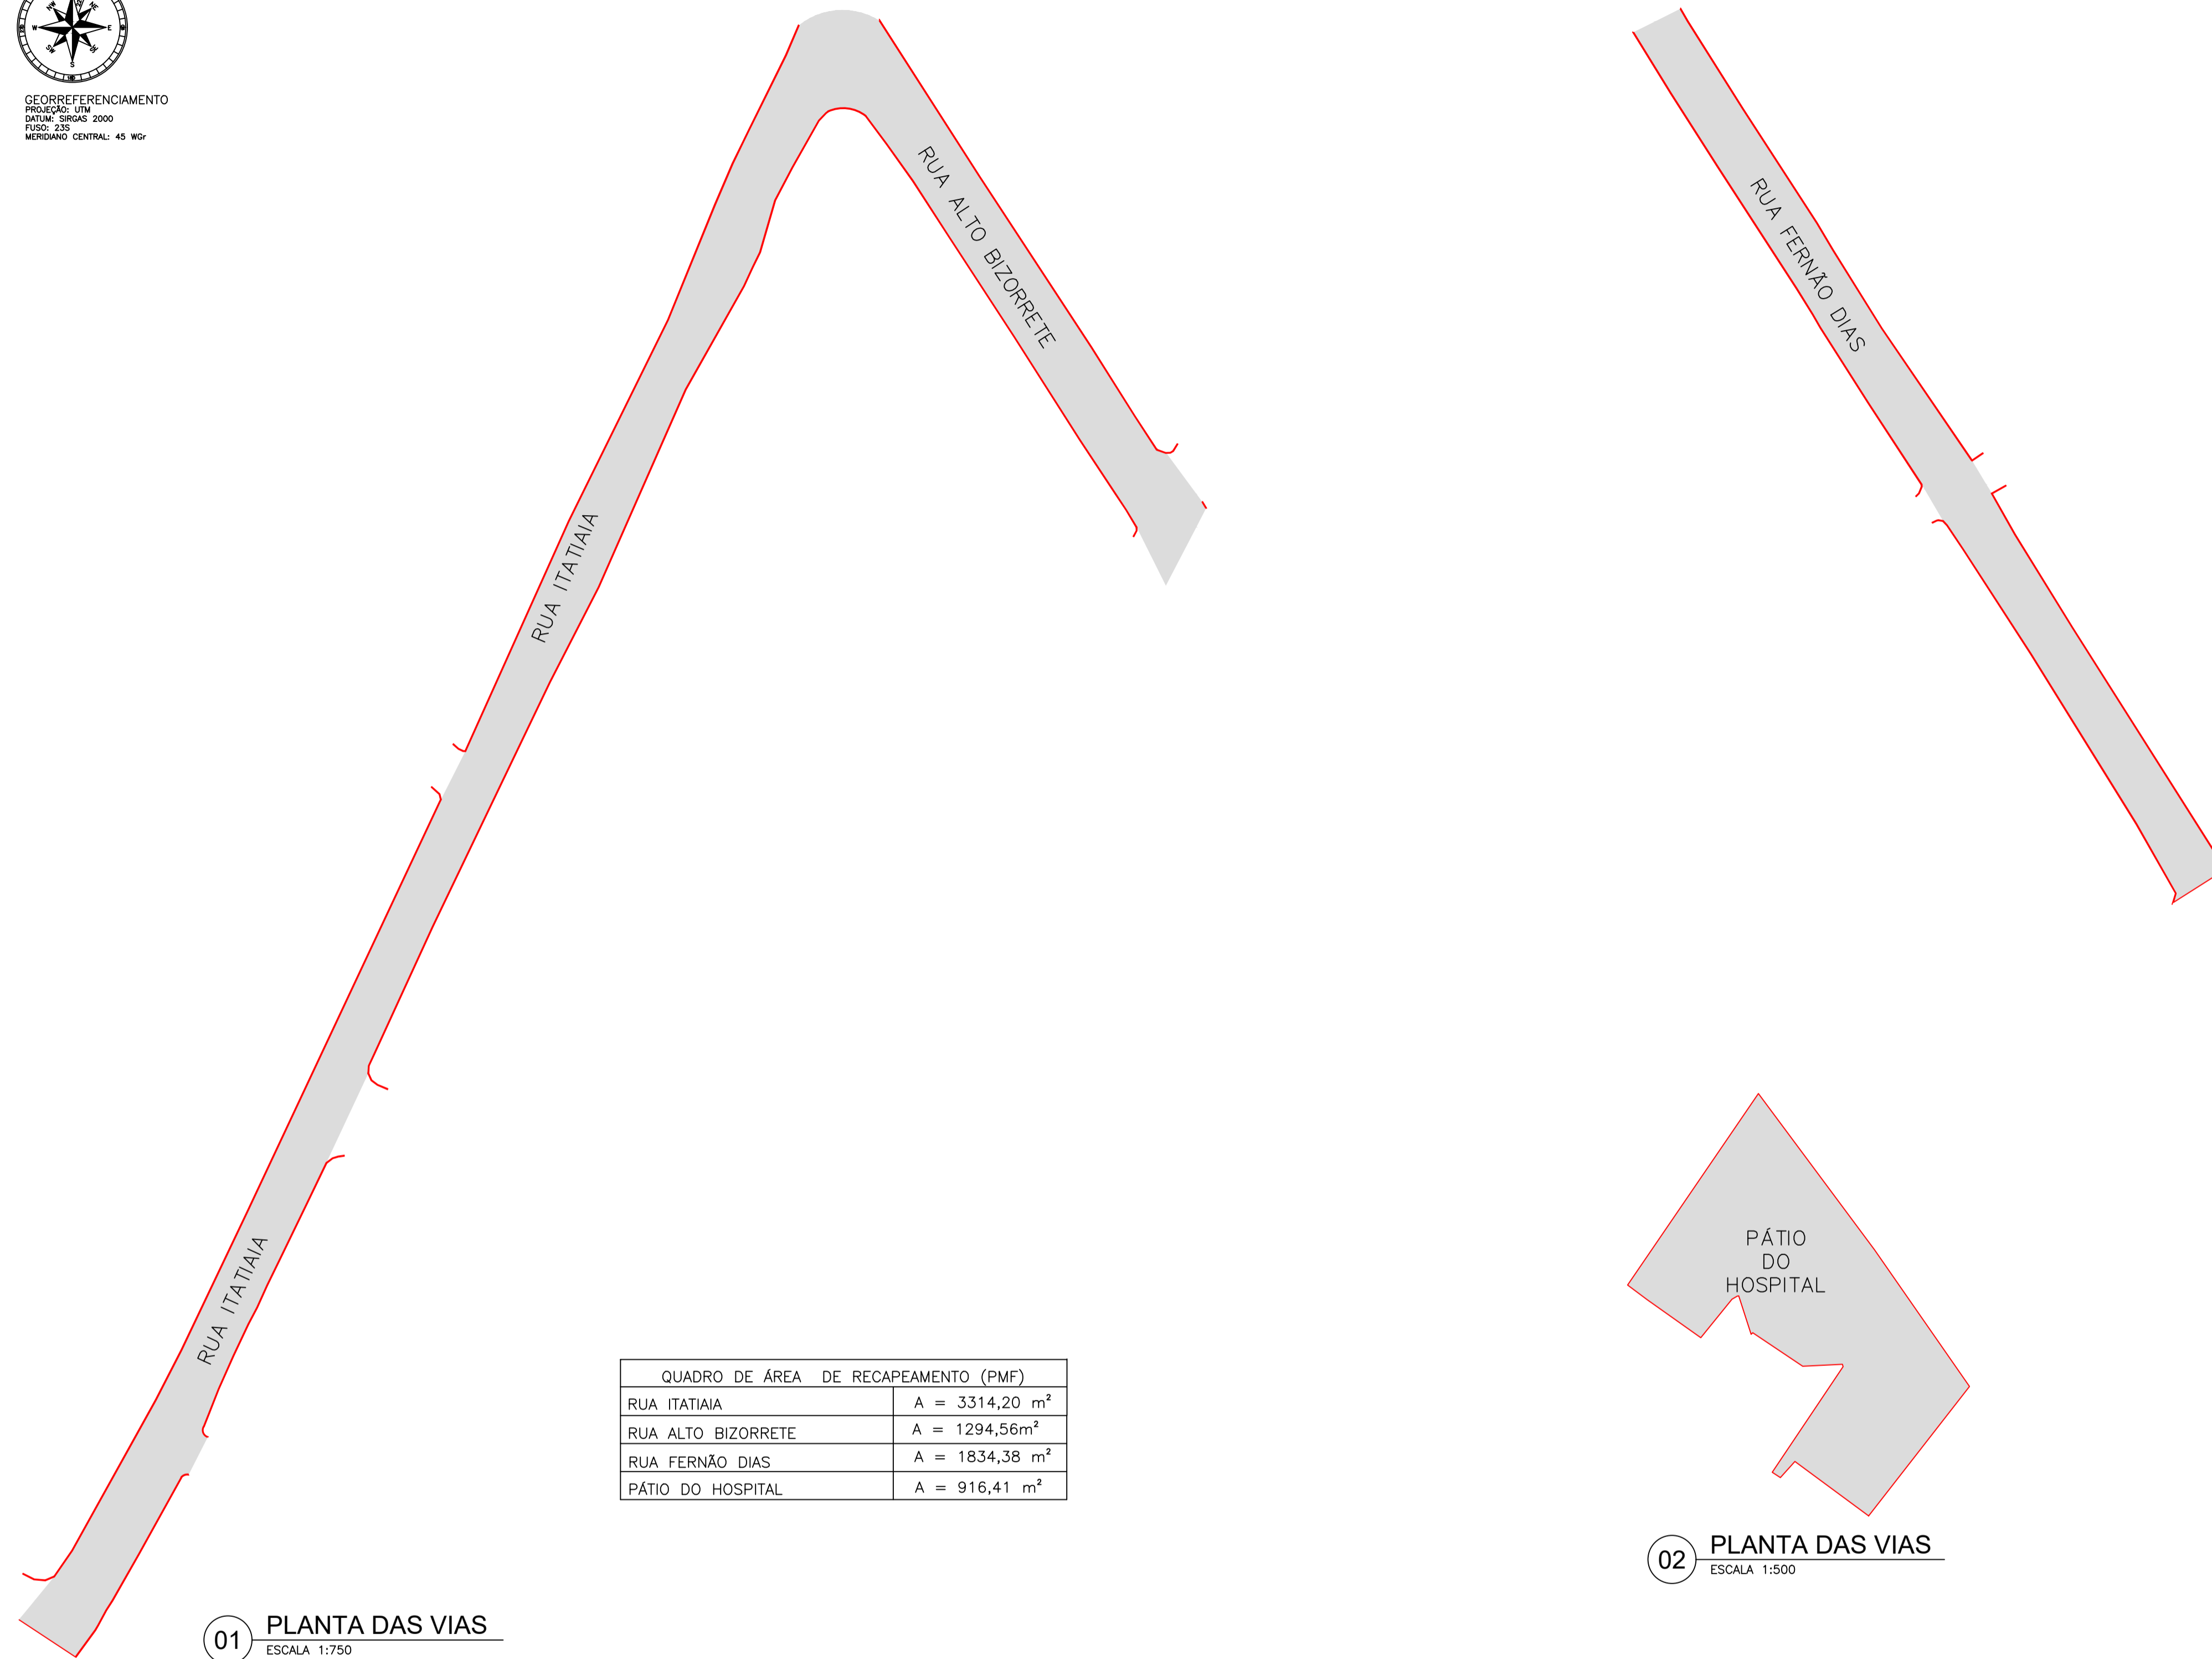 NW
NE
W
E
SW
S
GEORREFERENCIAMENTO
PROJEÇÃO: UTM
DATUM: SIRGAS 2000
FUSO: 23S
MERIDIANO CENTRAL: 45 WGr
RUA ALTO BIZORRETE
RUA FERNÃO DIAS
RUA ITATIAIA
RUA ITATIAIA
PÁTIO
DO
HOSPITAL
QUADRO DE ÁREA DE RECAPEAMENTO (PMF)
RUA ITATIAIA A = 3314,20 m²
RUA ALTO BIZORRETE A = 1294,56m²
RUA FERNÃO DIAS A = 1834,38 m²
PÁTIO DO HOSPITAL A = 916,41 m²
02 PLANTA DAS VIAS
ESCALA 1:500
01 PLANTA DAS VIAS
ESCALA 1:750